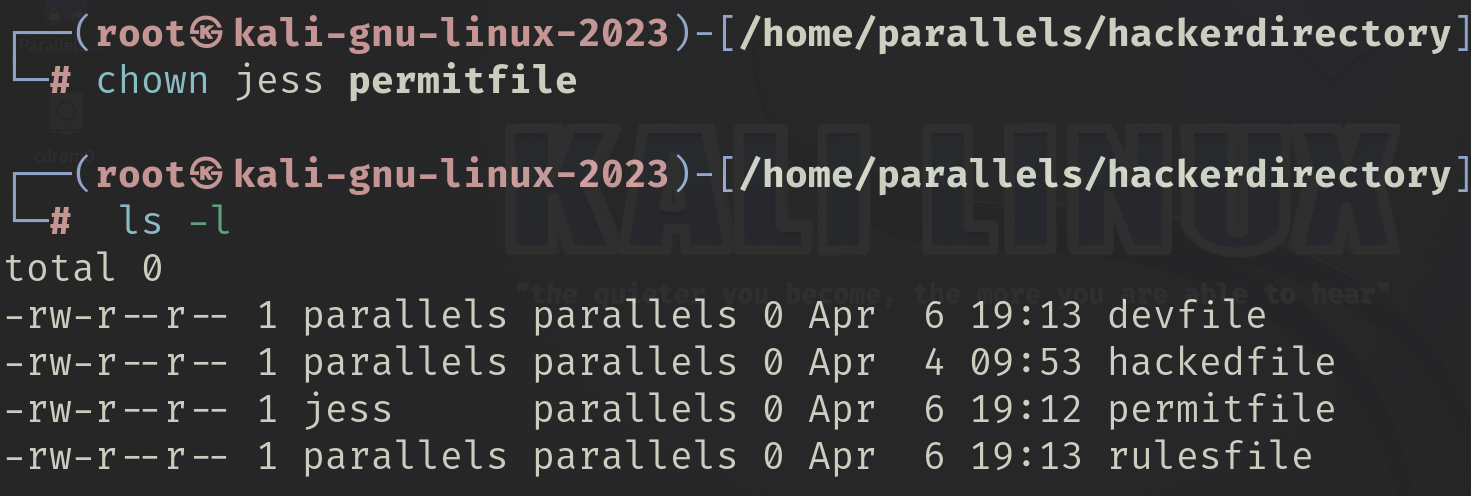 ┌──(root㉿kali-gnu-linux-2023)-[/home/parallels/hackerdirectory]
└─# chown jess permitfile
┌──(root㉿kali-gnu-linux-2023)-[/home/parallels/hackerdirectory]
└─#  ls -l
total 0
-rw-r--r-- 1 parallels parallels 0 Apr  6 19:13 devfile
-rw-r--r-- 1 parallels parallels 0 Apr  4 09:53 hackedfile
-rw-r--r-- 1 jess      parallels 0 Apr  6 19:12 permitfile
-rw-r--r-- 1 parallels parallels 0 Apr  6 19:13 rulesfile
KALI LINUX
"the quieter you become, the more you are able to hear"